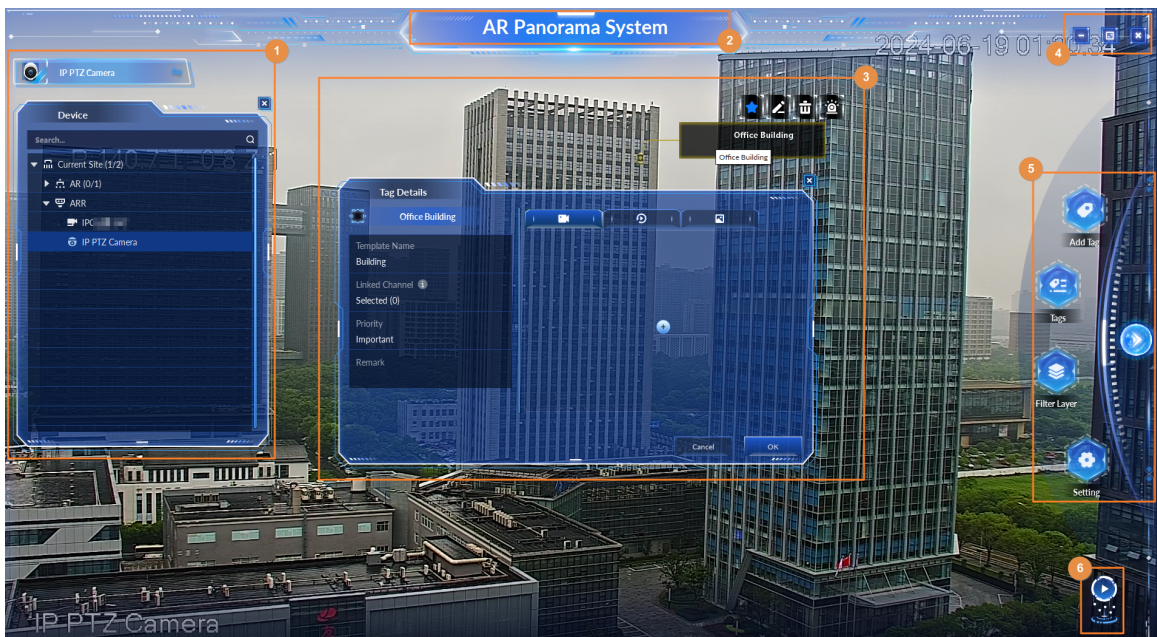 AR Panorama System
2
2024-06-19 01:20:34
4
1
IP PTZ Camera
3
Device
Search...
Current Site (1/2)
AR (0/1)
ARR
IPC
IP PTZ Camera
Office Building
Office Building
Tag Details
Office Building
Template Name
Building
Linked Channel
Selected (0)
Priority
Important
Remark
Cancel
OK
5
Add Tag
Tags
Filter Layer
Setting
6
IP PTZ Camera